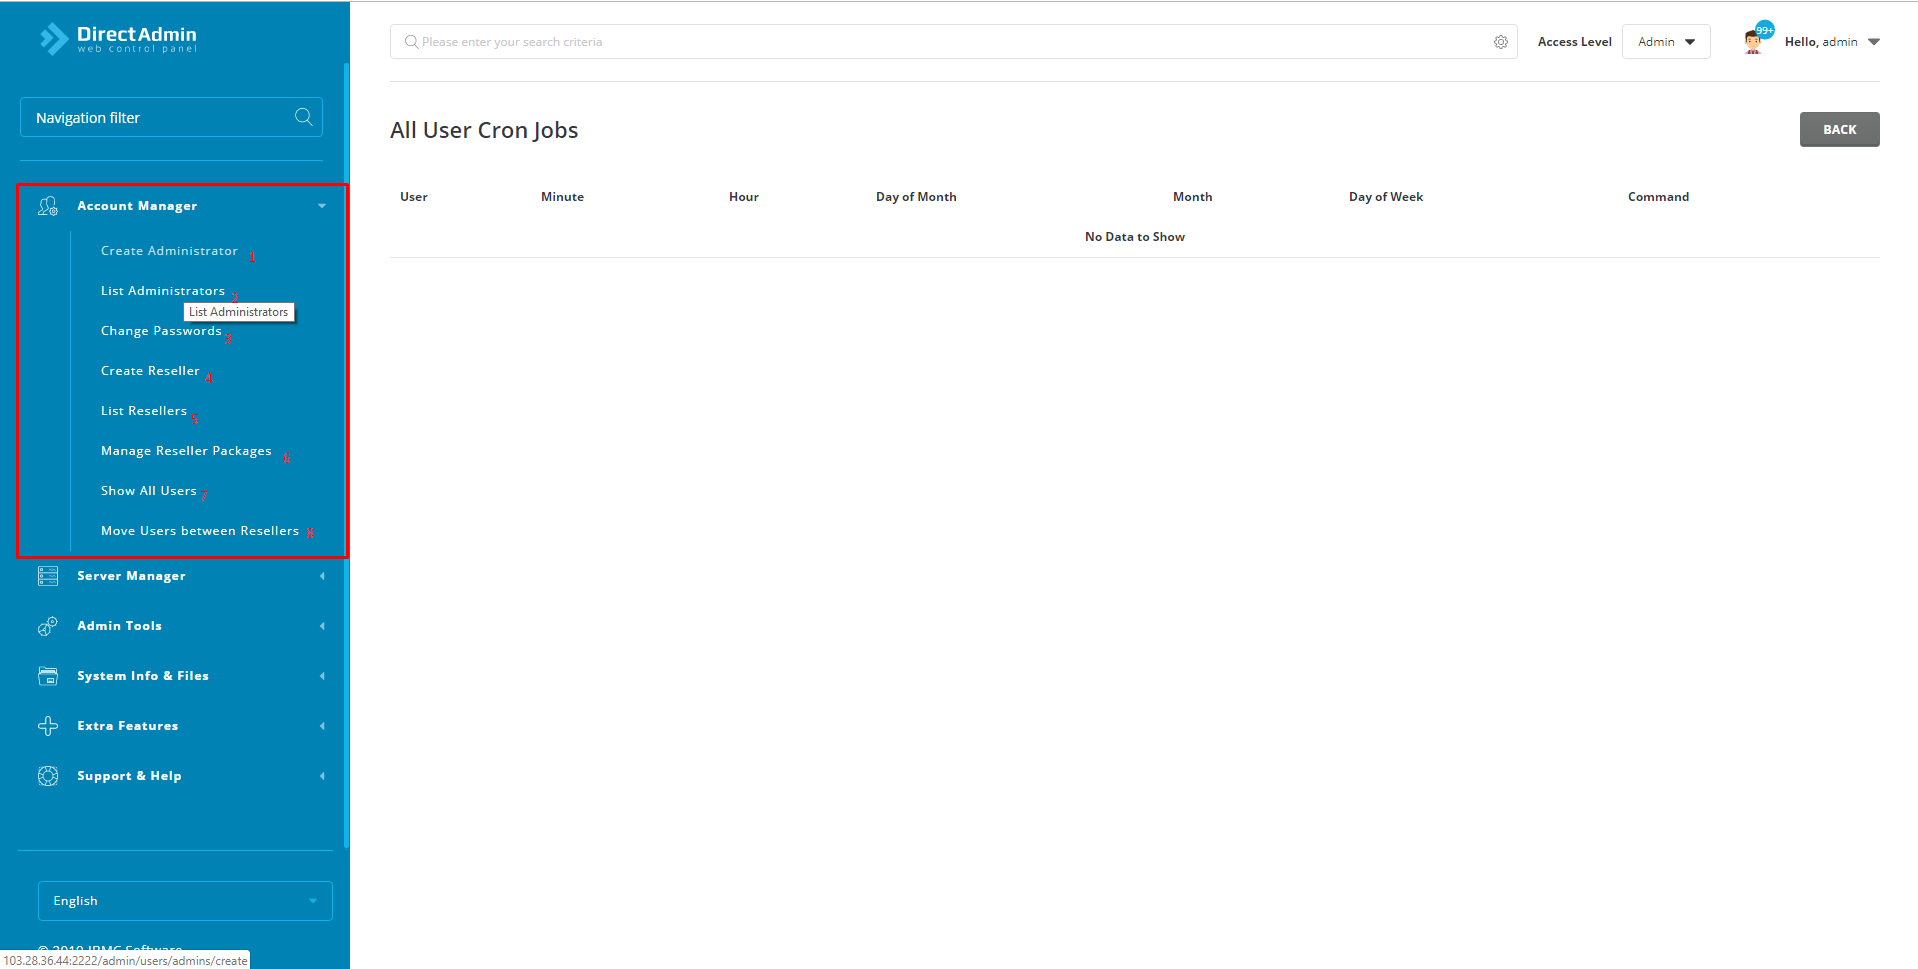 DirectAdmin
web control panel
Please enter your search criteria
Access Level
Admin
99+
Hello, admin
Navigation filter
All User Cron Jobs
BACK
User Minute Hour Day of Month Month Day of Week Command
No Data to Show
Account Manager
Create Administrator 1
List Administrators 2
List Administrators
Change Passwords 3
Create Reseller 4
List Resellers 5
Manage Reseller Packages 6
Show All Users 7
Move Users between Resellers 8
Server Manager
Admin Tools
System Info & Files
Extra Features
Support & Help
English
© 2019 JBMC Software
103.28.36.44:2222/admin/users/admins/create